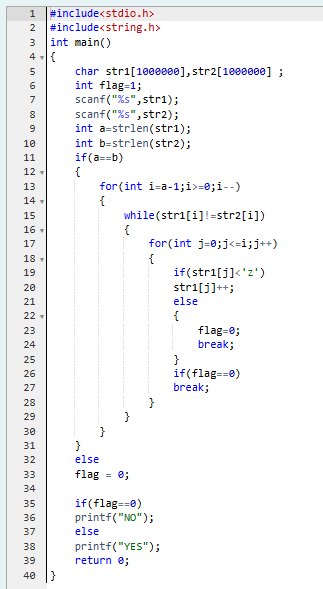 1 #include<stdio.h>
2 #include<string.h>
3 int main()
4 {
5 char str1[1000000],str2[1000000] ;
6 int flag=1;
7 scanf("%s",str1);
8 scanf("%s",str2);
9 int a=strlen(str1);
10 int b=strlen(str2);
11 if(a==b)
12 {
13 for(int i=a-1;i>=0;i--)
14 {
15 while(str1[i]!=str2[i])
16 {
17 for(int j=0;j<=i;j++)
18 {
19 if(str1[j]<'z')
20 str1[j]++;
21 else
22 {
23 flag=0;
24 break;
25 }
26 if(flag==0)
27 break;
28 }
29 }
30 }
31 }
32 else
33 flag = 0;
34
35 if(flag==0)
36 printf("NO");
37 else
38 printf("YES");
39 return 0;
40 }